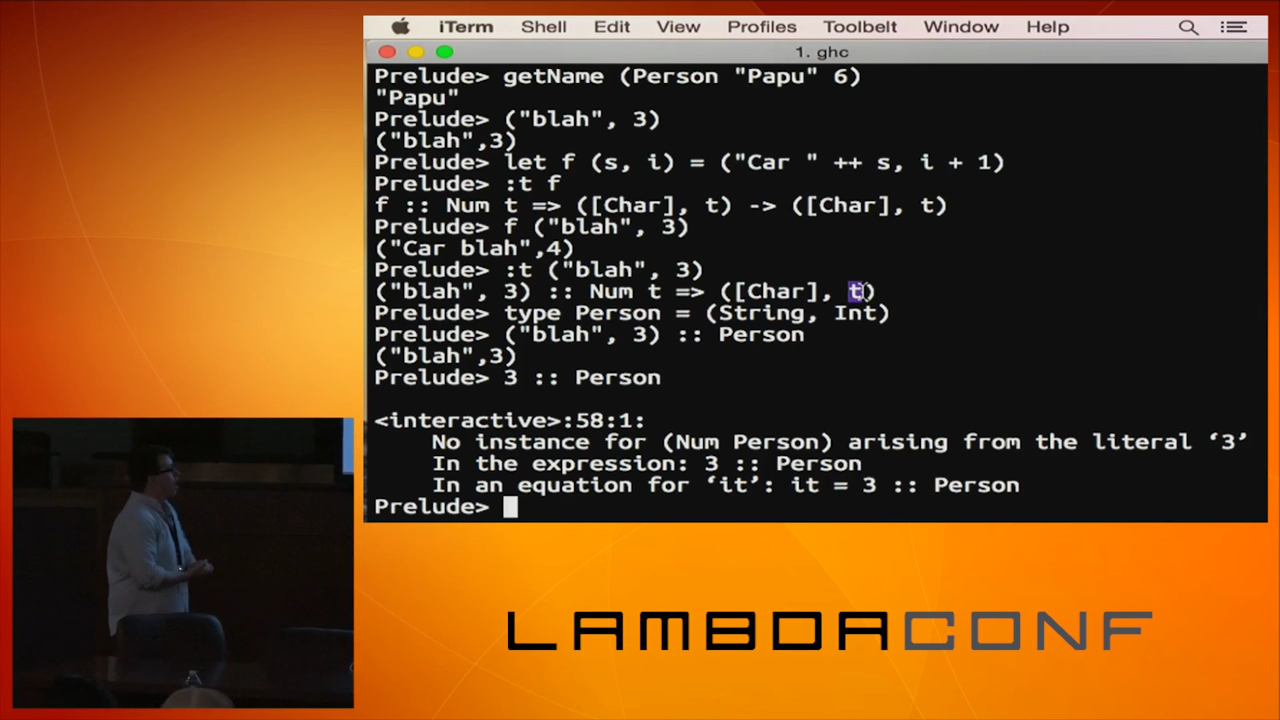 iTerm Shell Edit View Profiles Toolbelt Window Help
1. ghc
Prelude> getName (Person "Papu" 6)
"Papu"
Prelude> ("blah", 3)
("blah",3)
Prelude> let f (s, i) = ("Car " ++ s, i + 1)
Prelude> :t f
f :: Num t => ([Char], t) -> ([Char], t)
Prelude> f ("blah", 3)
("Car blah",4)
Prelude> :t ("blah", 3)
("blah", 3) :: Num t => ([Char], t)
Prelude> type Person = (String, Int)
Prelude> ("blah", 3) :: Person
("blah",3)
Prelude> 3 :: Person
<interactive>:58:1:
No instance for (Num Person) arising from the literal ‘3’
In the expression: 3 :: Person
In an equation for ‘it’: it = 3 :: Person
Prelude>
LAMBDACONF